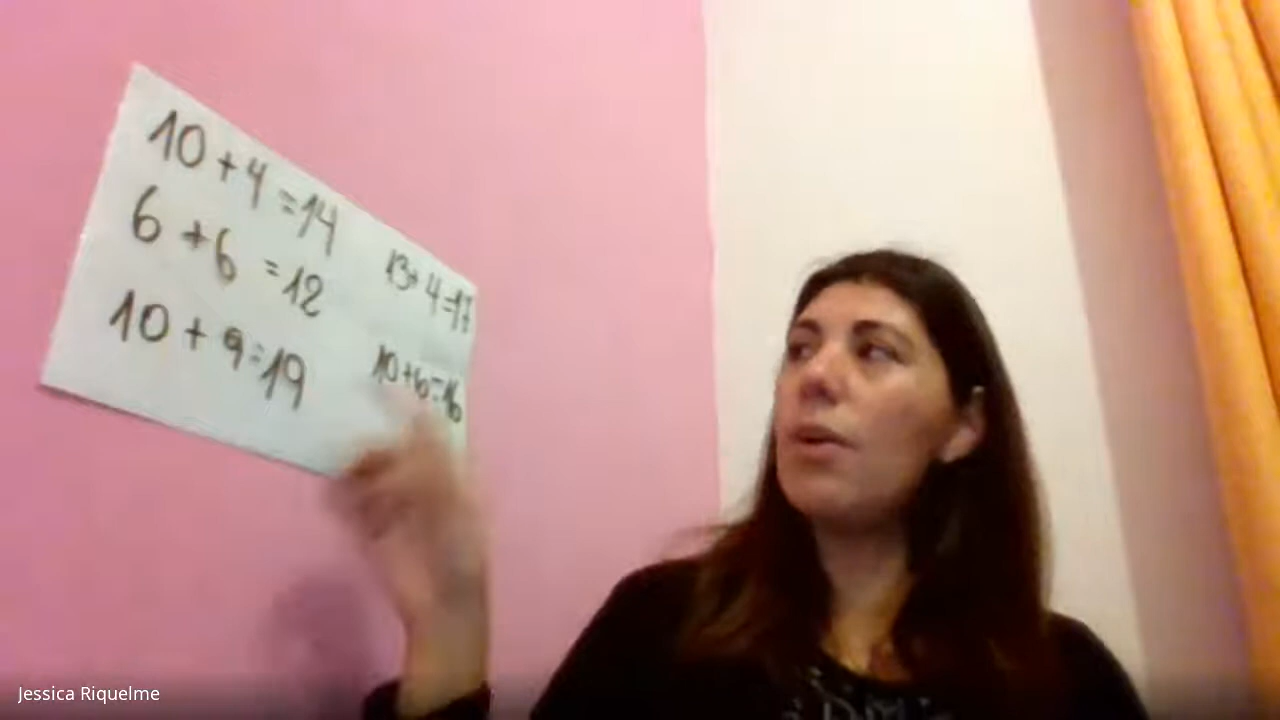 10 + 4 = 14
6 + 6 = 12
10 + 9 = 19
13 + 4 = 17
10 + 6 = 16
Jessica Riquelme